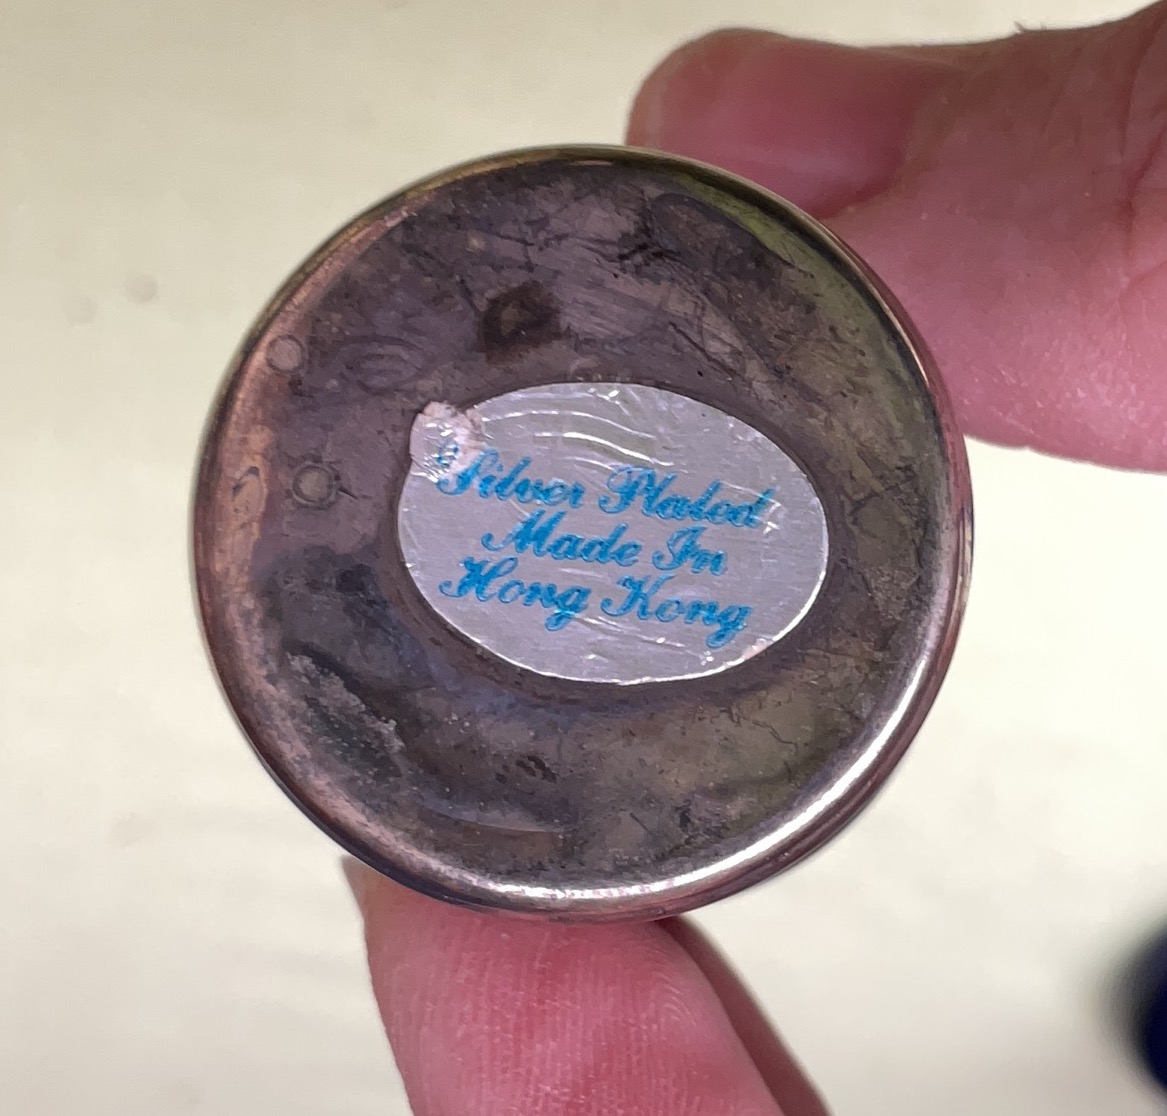 Silver Plated
Made In
Hong Kong